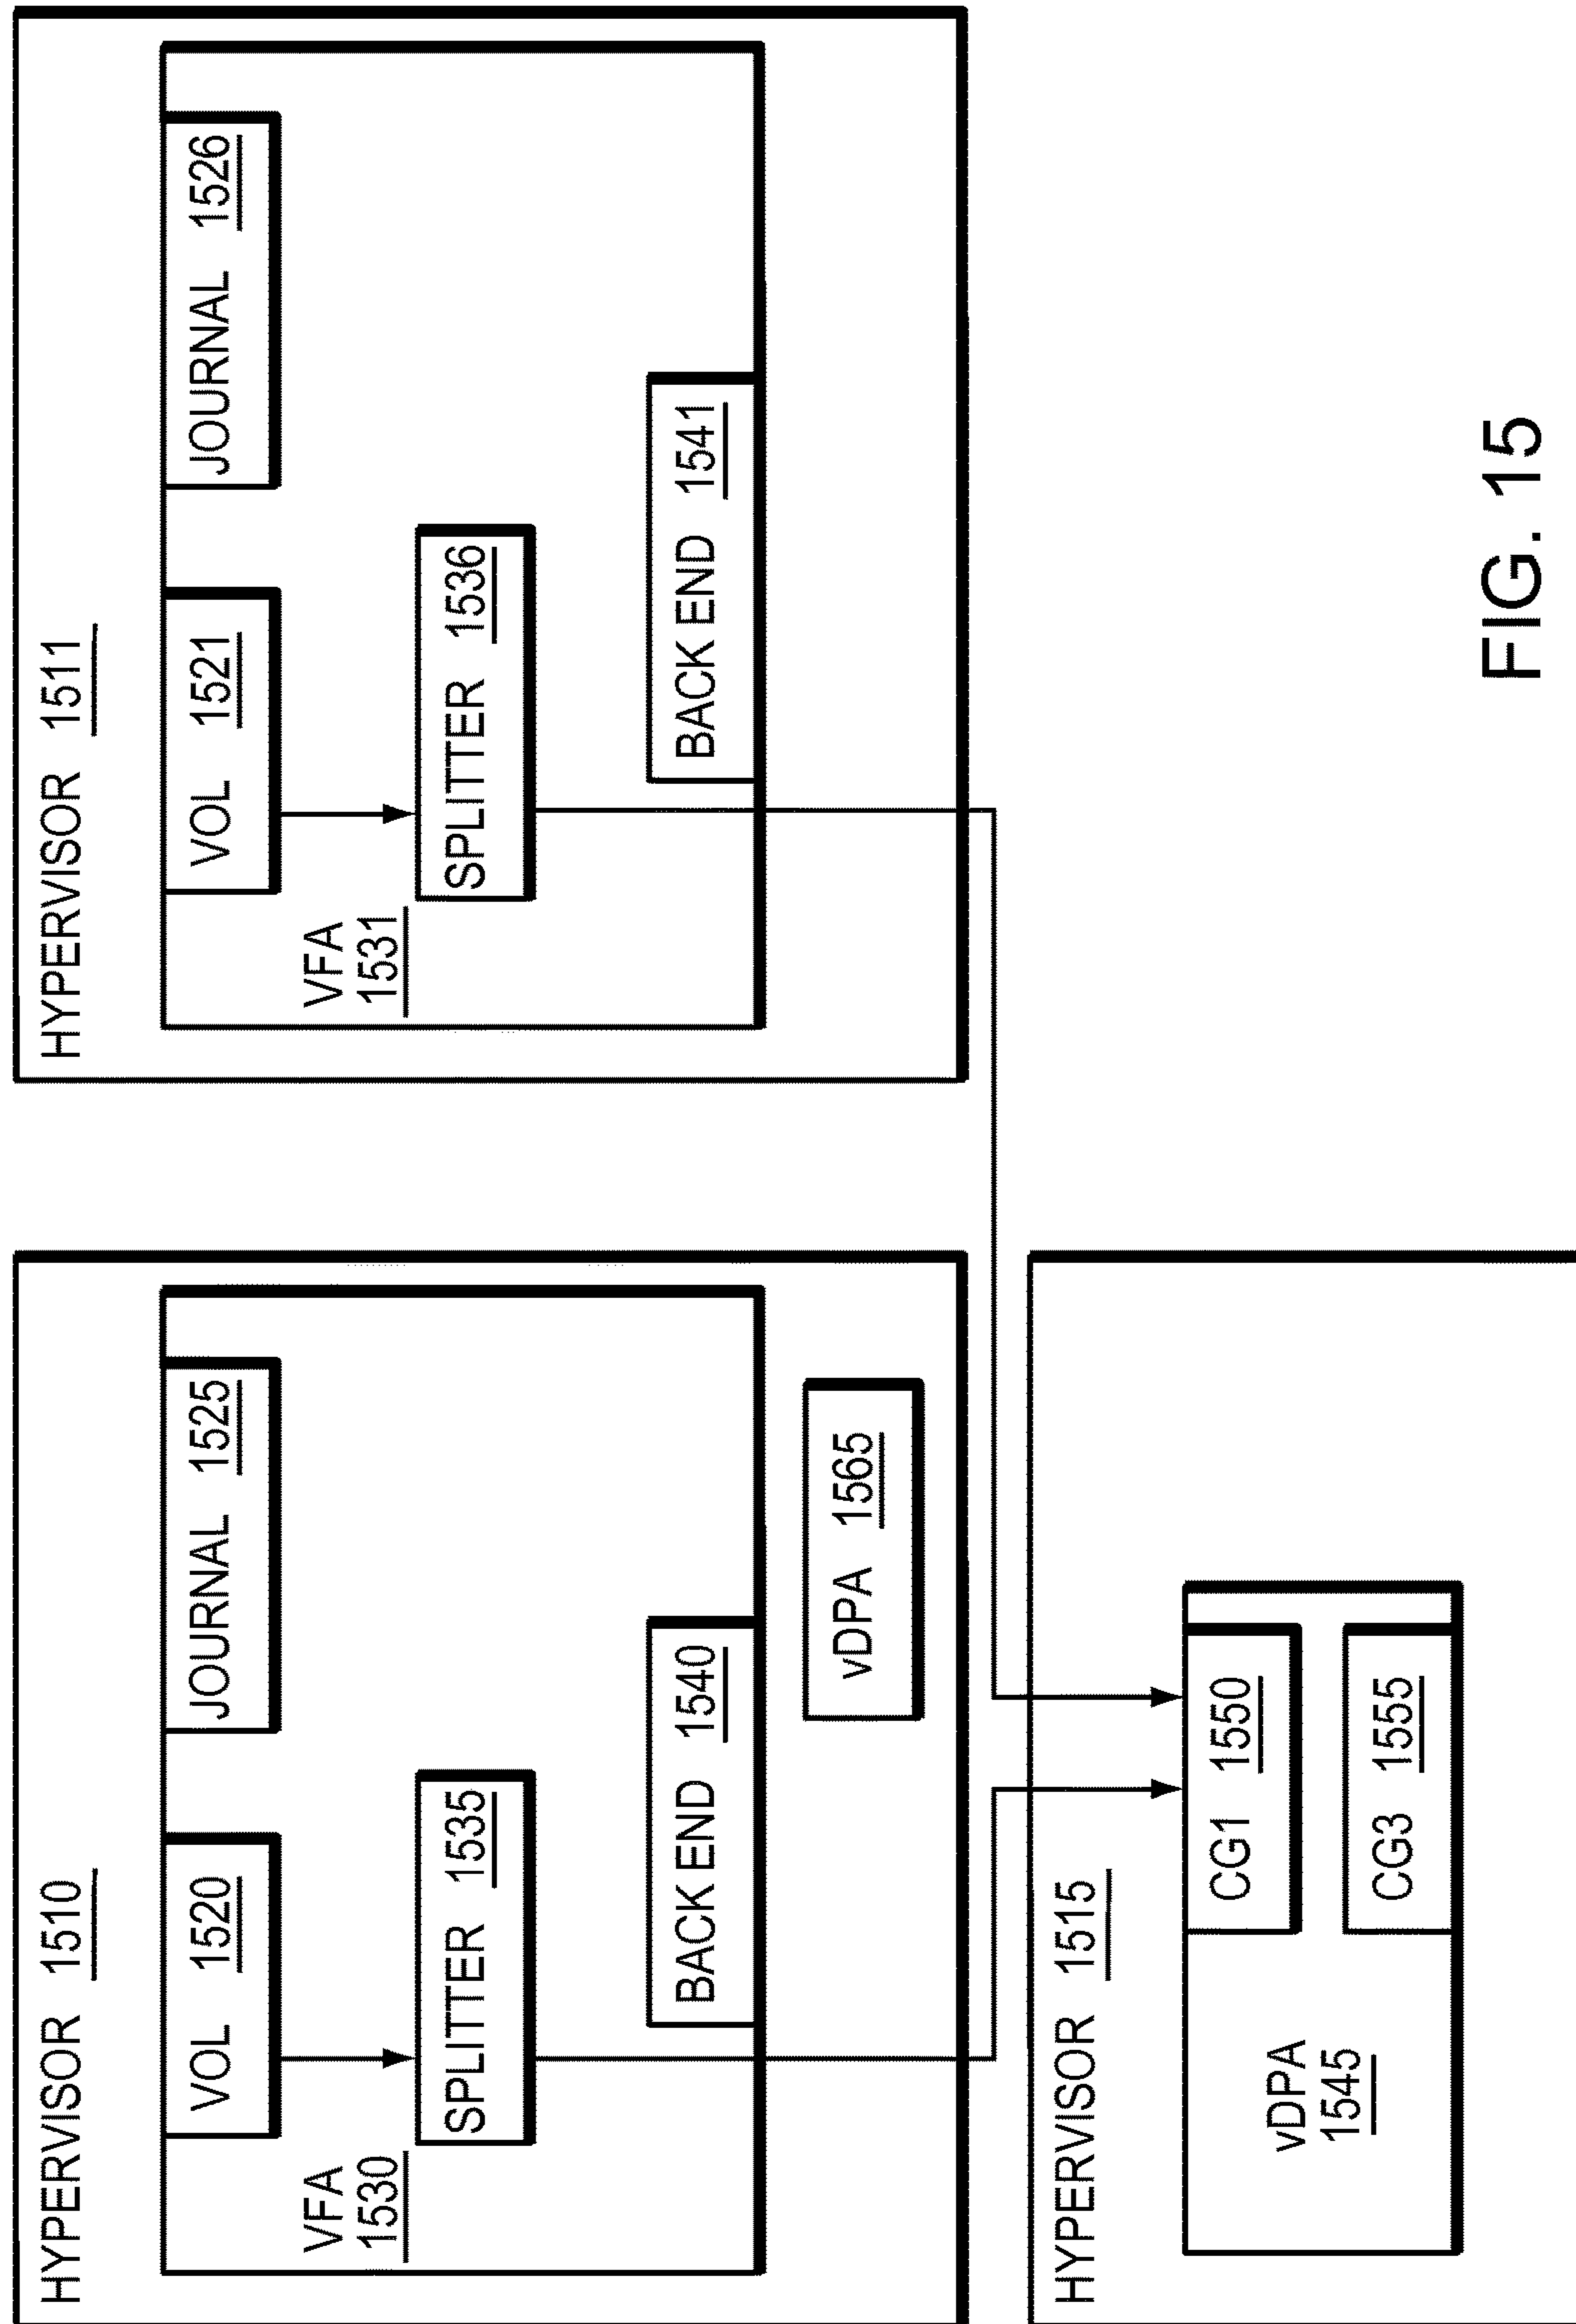 HYPERVISOR 1510
VOL 1520
JOURNAL 1525
VFA
1530
SPLITTER 1535
BACK END 1540
vDPA 1565
HYPERVISOR 1511
VOL 1521
JOURNAL 1526
VFA
1531
SPLITTER 1536
BACK END 1541
HYPERVISOR 1515
vDPA
1545
CG1 1550
CG3 1555
FIG. 15